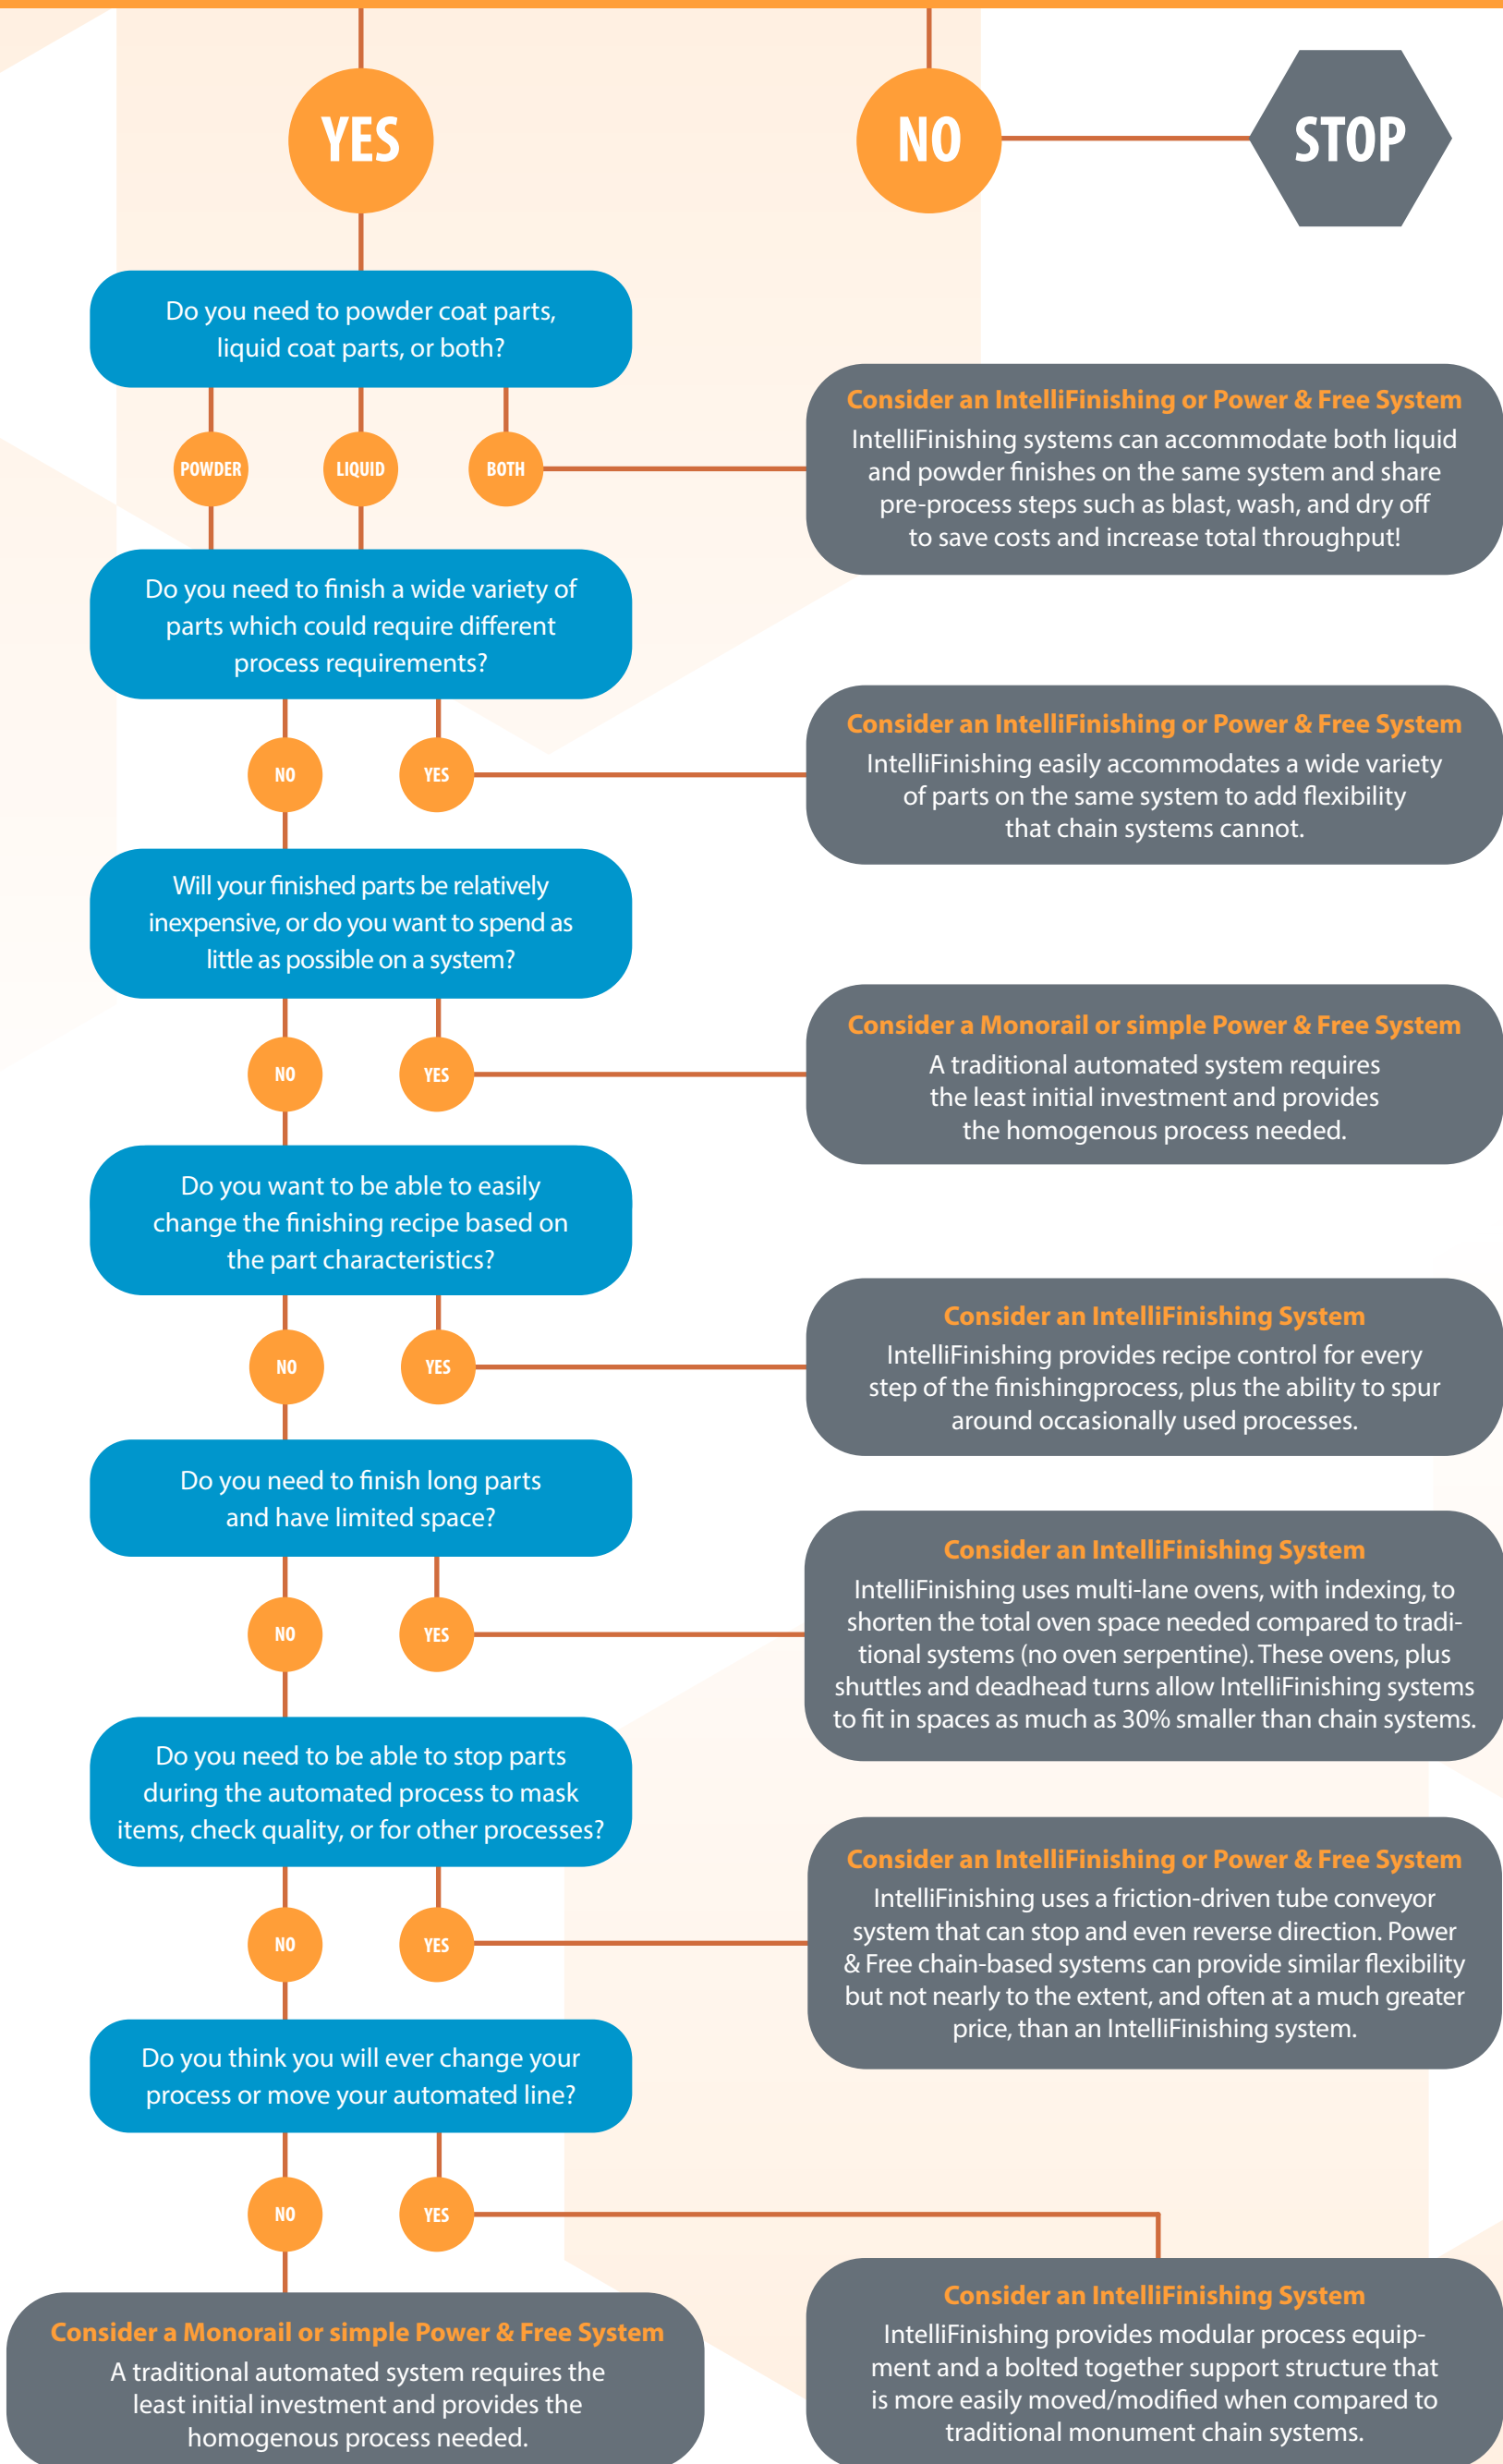 YES
NO
STOP
Do you need to powder coat parts,
liquid coat parts, or both?
POWDER
LIQUID
BOTH
Consider an IntelliFinishing or Power & Free System
IntelliFinishing systems can accommodate both liquid
and powder finishes on the same system and share
pre-process steps such as blast, wash, and dry off
to save costs and increase total throughput!
Do you need to finish a wide variety of
parts which could require different
process requirements?
NO
YES
Consider an IntelliFinishing or Power & Free System
IntelliFinishing easily accommodates a wide variety
of parts on the same system to add flexibility
that chain systems cannot.
Will your finished parts be relatively
inexpensive, or do you want to spend as
little as possible on a system?
NO
YES
Consider a Monorail or simple Power & Free System
A traditional automated system requires
the least initial investment and provides
the homogenous process needed.
Do you want to be able to easily
change the finishing recipe based on
the part characteristics?
NO
YES
Consider an IntelliFinishing System
IntelliFinishing provides recipe control for every
step of the finishingprocess, plus the ability to spur
around occasionally used processes.
Do you need to finish long parts
and have limited space?
NO
YES
Consider an IntelliFinishing System
IntelliFinishing uses multi-lane ovens, with indexing, to
shorten the total oven space needed compared to tradi-
tional systems (no oven serpentine). These ovens, plus
shuttles and deadhead turns allow IntelliFinishing systems
to fit in spaces as much as 30% smaller than chain systems.
Do you need to be able to stop parts
during the automated process to mask
items, check quality, or for other processes?
NO
YES
Consider an IntelliFinishing or Power & Free System
IntelliFinishing uses a friction-driven tube conveyor
system that can stop and even reverse direction. Power
& Free chain-based systems can provide similar flexibility
but not nearly to the extent, and often at a much greater
price, than an IntelliFinishing system.
Do you think you will ever change your
process or move your automated line?
NO
YES
Consider a Monorail or simple Power & Free System
A traditional automated system requires the
least initial investment and provides the
homogenous process needed.
Consider an IntelliFinishing System
IntelliFinishing provides modular process equip-
ment and a bolted together support structure that
is more easily moved/modified when compared to
traditional monument chain systems.